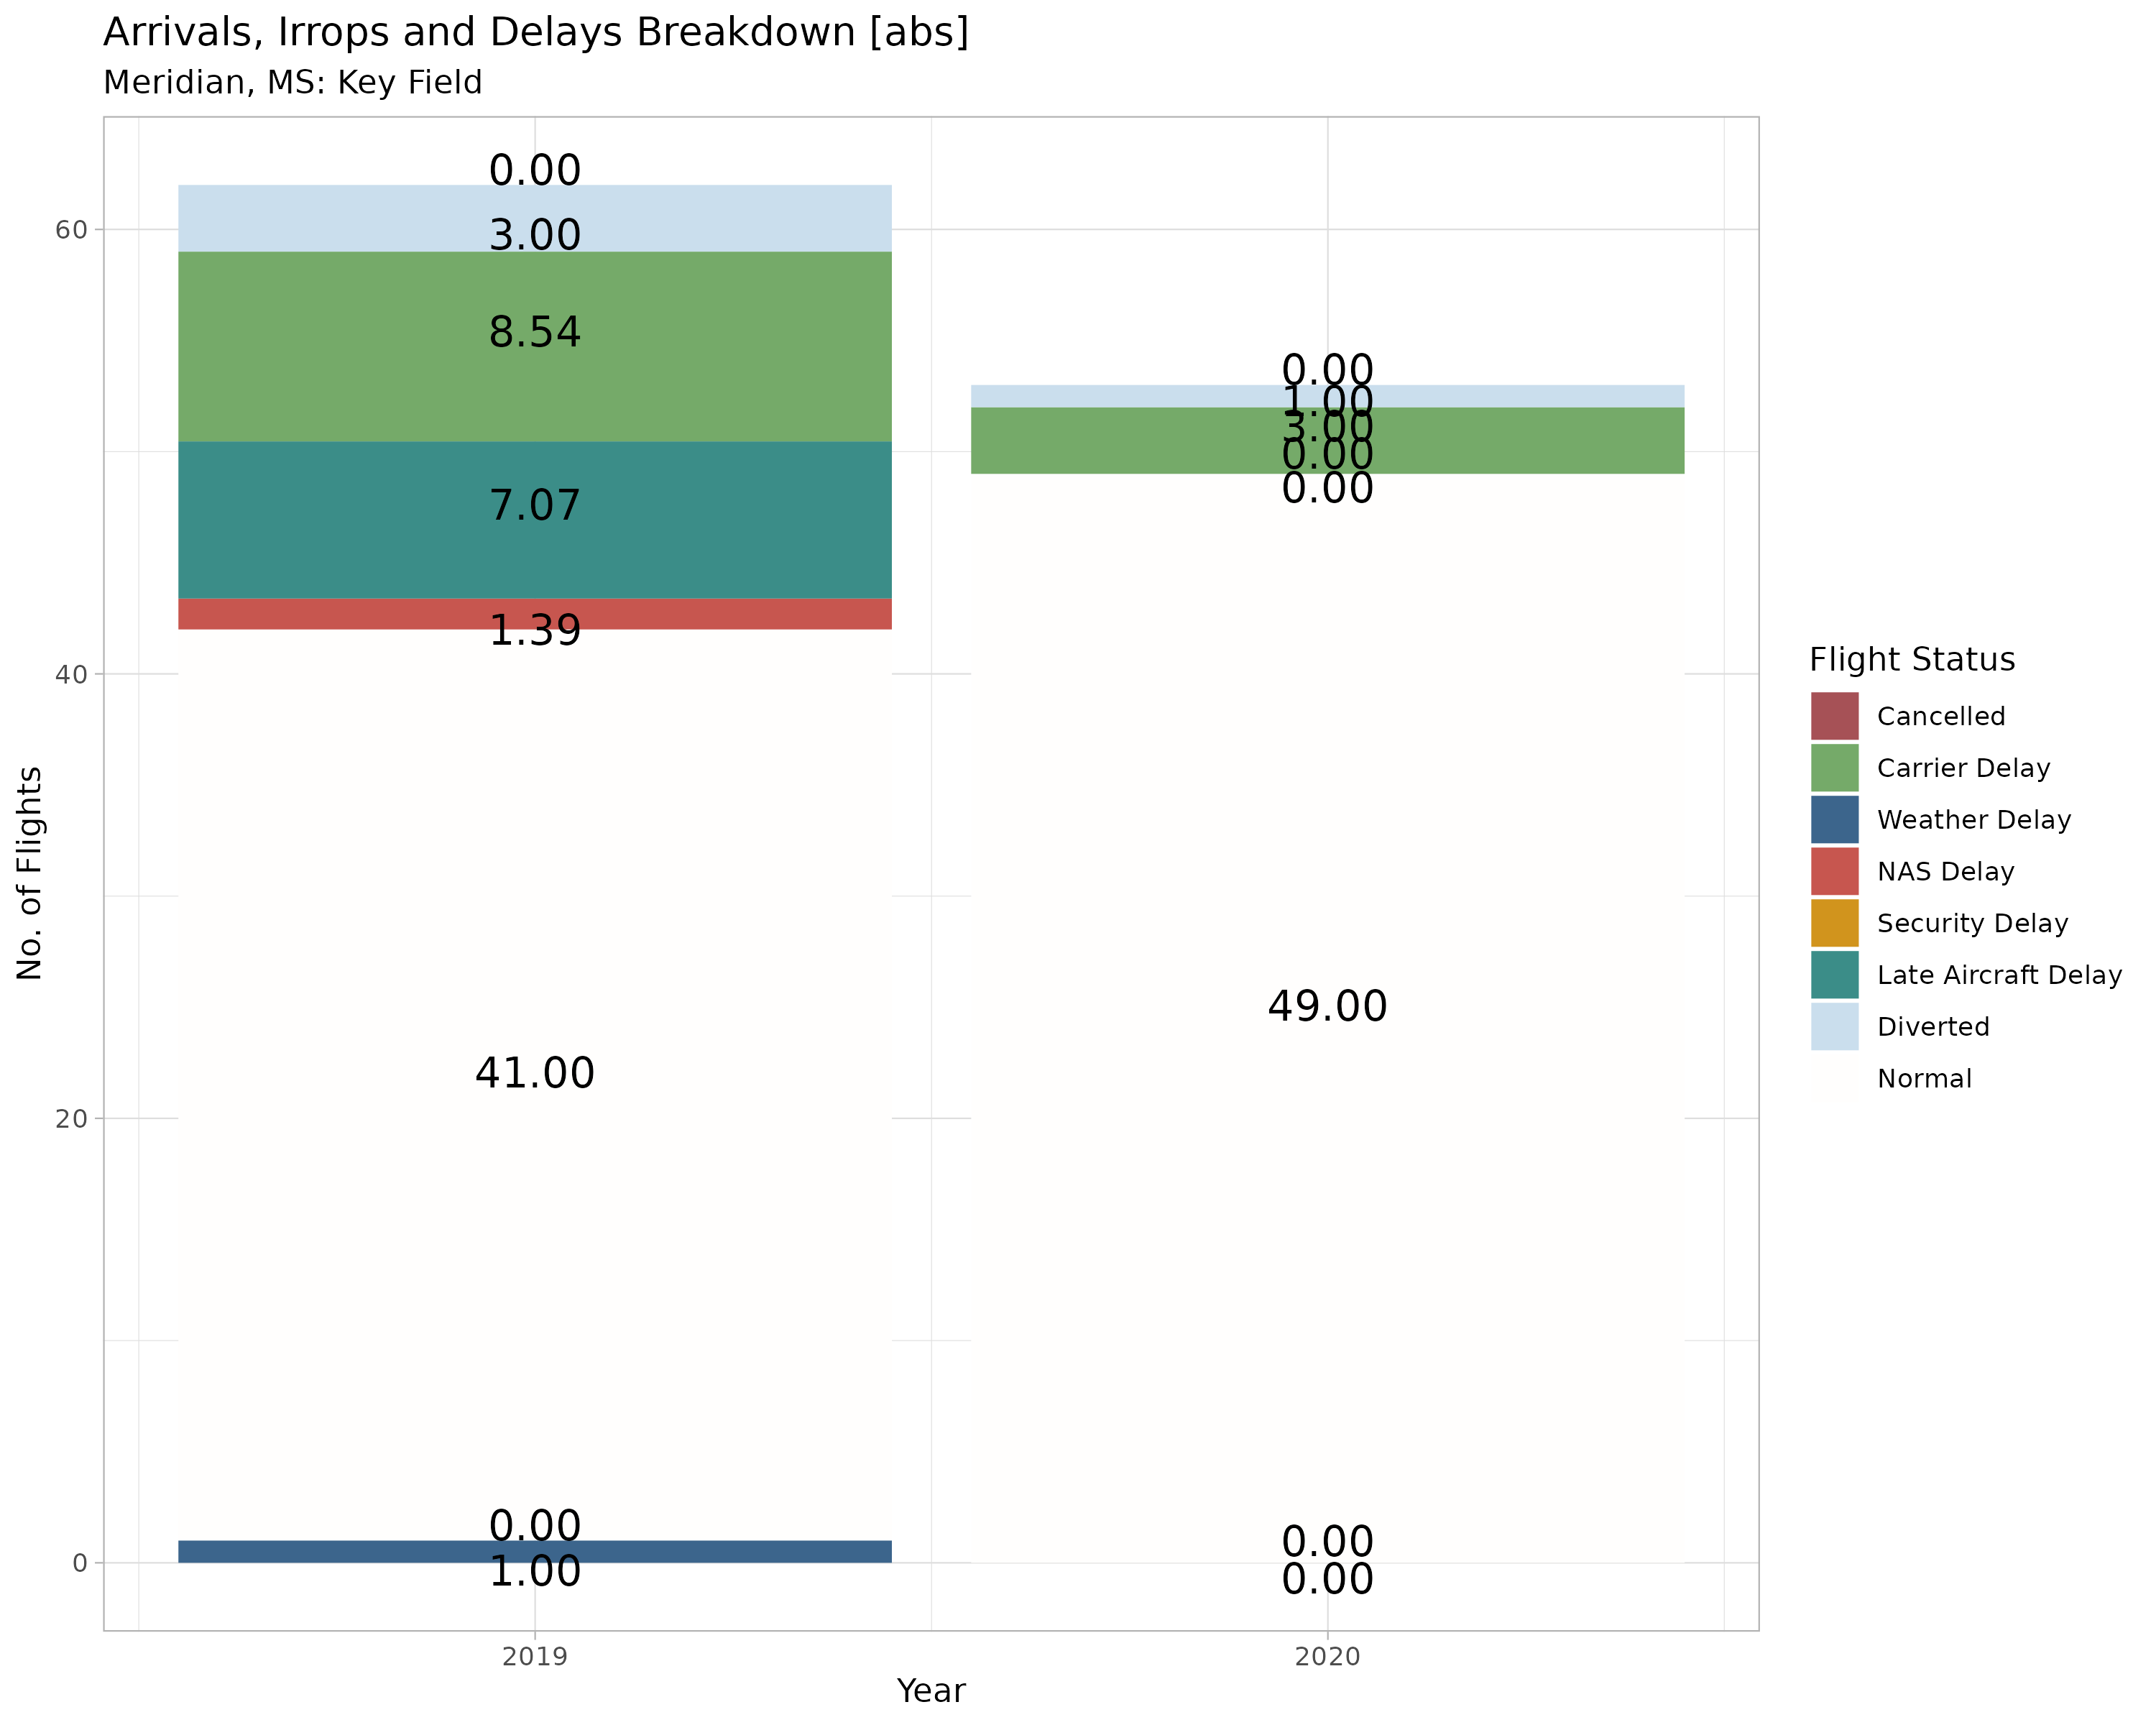 Arrivals, Irrops and Delays Breakdown [abs]
Meridian, MS: Key Field
No. of Flights
60
40
20
0
0.00
3.00
8.54
7.07
1.39
41.00
0.00
1.00
0.00
1.00
3.00
0.00
0.00
49.00
0.00
0.00
2019
2020
Year
Flight Status
Cancelled
Carrier Delay
Weather Delay
NAS Delay
Security Delay
Late Aircraft Delay
Diverted
Normal